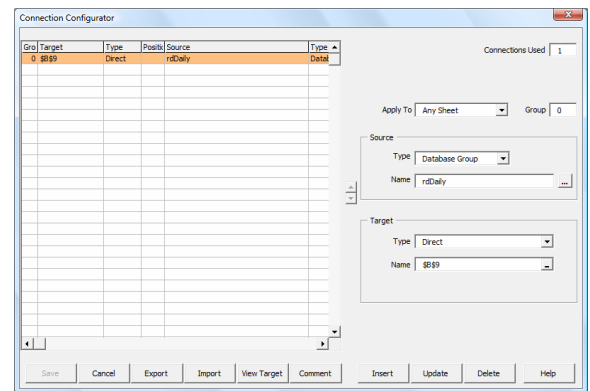 Connection Configurator
Gro Target Type Positic Source Type
0 $B$9 Direct rdDaily Datab
Connections Used 1
Apply To Any Sheet Group 0
Source
Type Database Group
Name rdDaily ...
Target
Type Direct
Name $B$9
Save Cancel Export Import View Target Comment Insert Update Delete Help